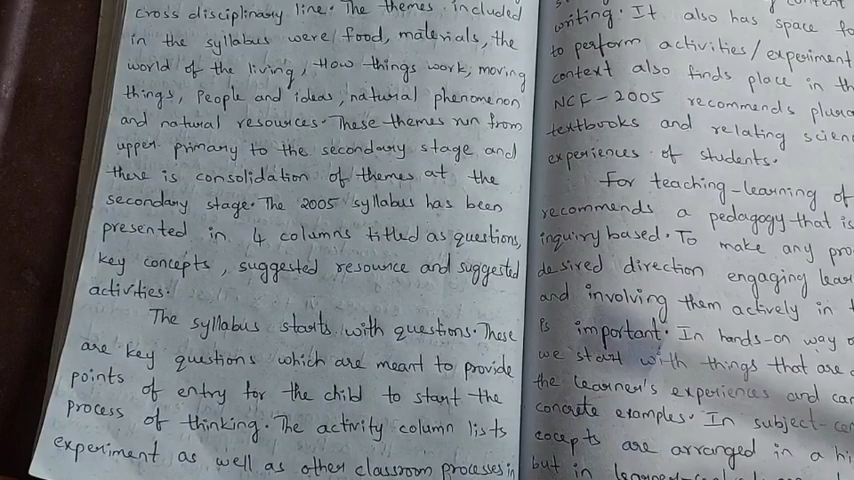 cross disciplinary line. The themes included
in the syllabus were food, materials, the
world of the living, How things work, moving
things, People and ideas, natural phenomenon
and natural resources. These themes run from
upper primary to the secondary stage and
there is consolidation of themes at the
secondary stage. The 2005 syllabus has been
presented in 4 columns titled as questions,
key concepts, suggested resource and suggested
activities.
The syllabus starts with questions. These
are key questions which are meant to provide
points of entry for the child to start the
process of thinking. The activity column lists
experiment as well as other classroom processes in
content
writing. It also has space fo
to perform activities/experiment
context also finds place in th
NCF-2005 recommends plura
textbooks and relating scien
experiences of students.
For teaching-learning of
recommends a pedagogy that is
inquiry based. To make any pro
desired direction engaging lear
and involving them actively in t
is important. In hands-on way o
we start with things that are
the learner's experiences and can
concrete examples. In subject-cen
cocepts are arranged in a hi
but in